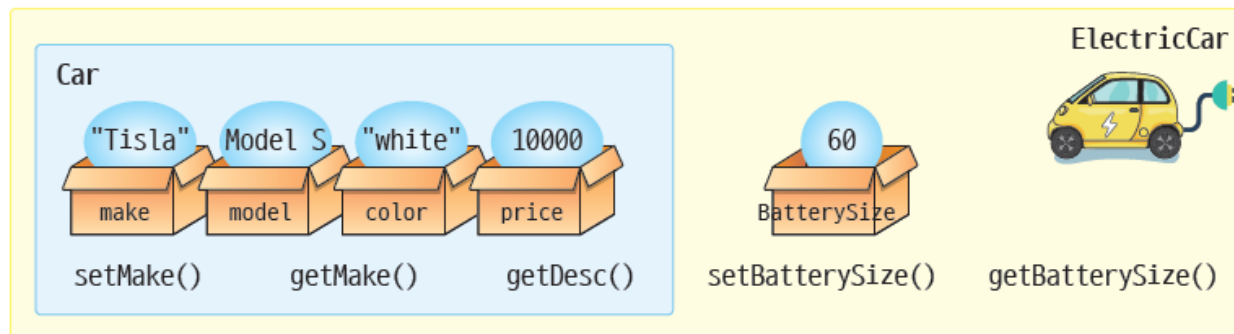 ElectricCar
Car
"Tisla" Model S "white" 10000 60
make model color price BatterySize
setMake() getMake() getDesc() setBatterySize() getBatterySize()